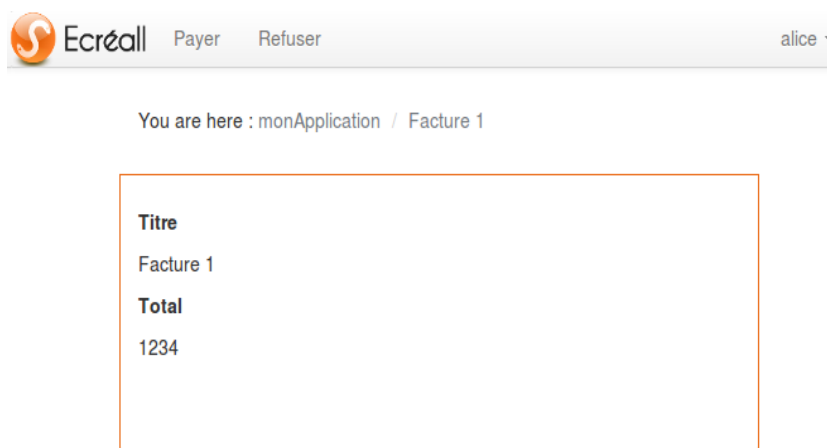 Ecréall Payer Refuser alice
You are here : monApplication / Facture 1
Titre
Facture 1
Total
1234